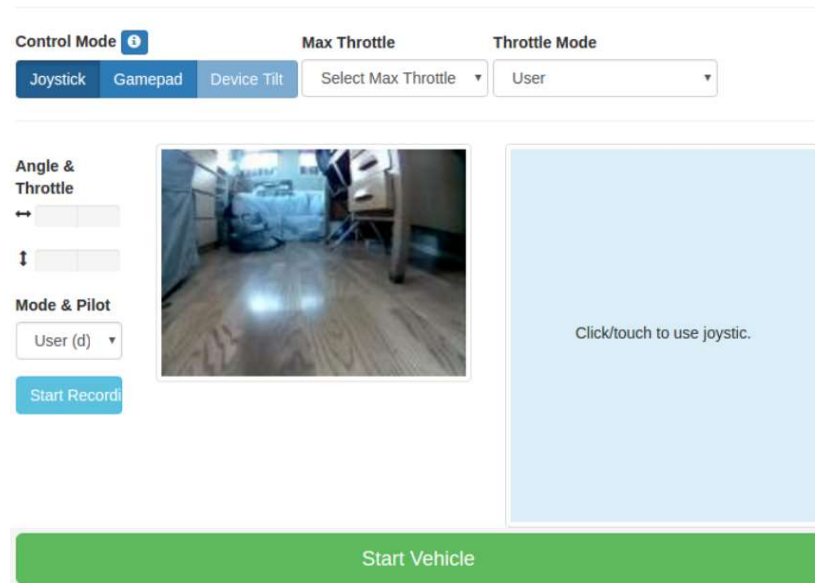 Control Mode
Max Throttle
Throttle Mode
Joystick
Gamepad
Device Tilt
Select Max Throttle
User
Angle &
Throttle
Mode & Pilot
User (d)
Start Recordi
Click/touch to use joystic.
Start Vehicle